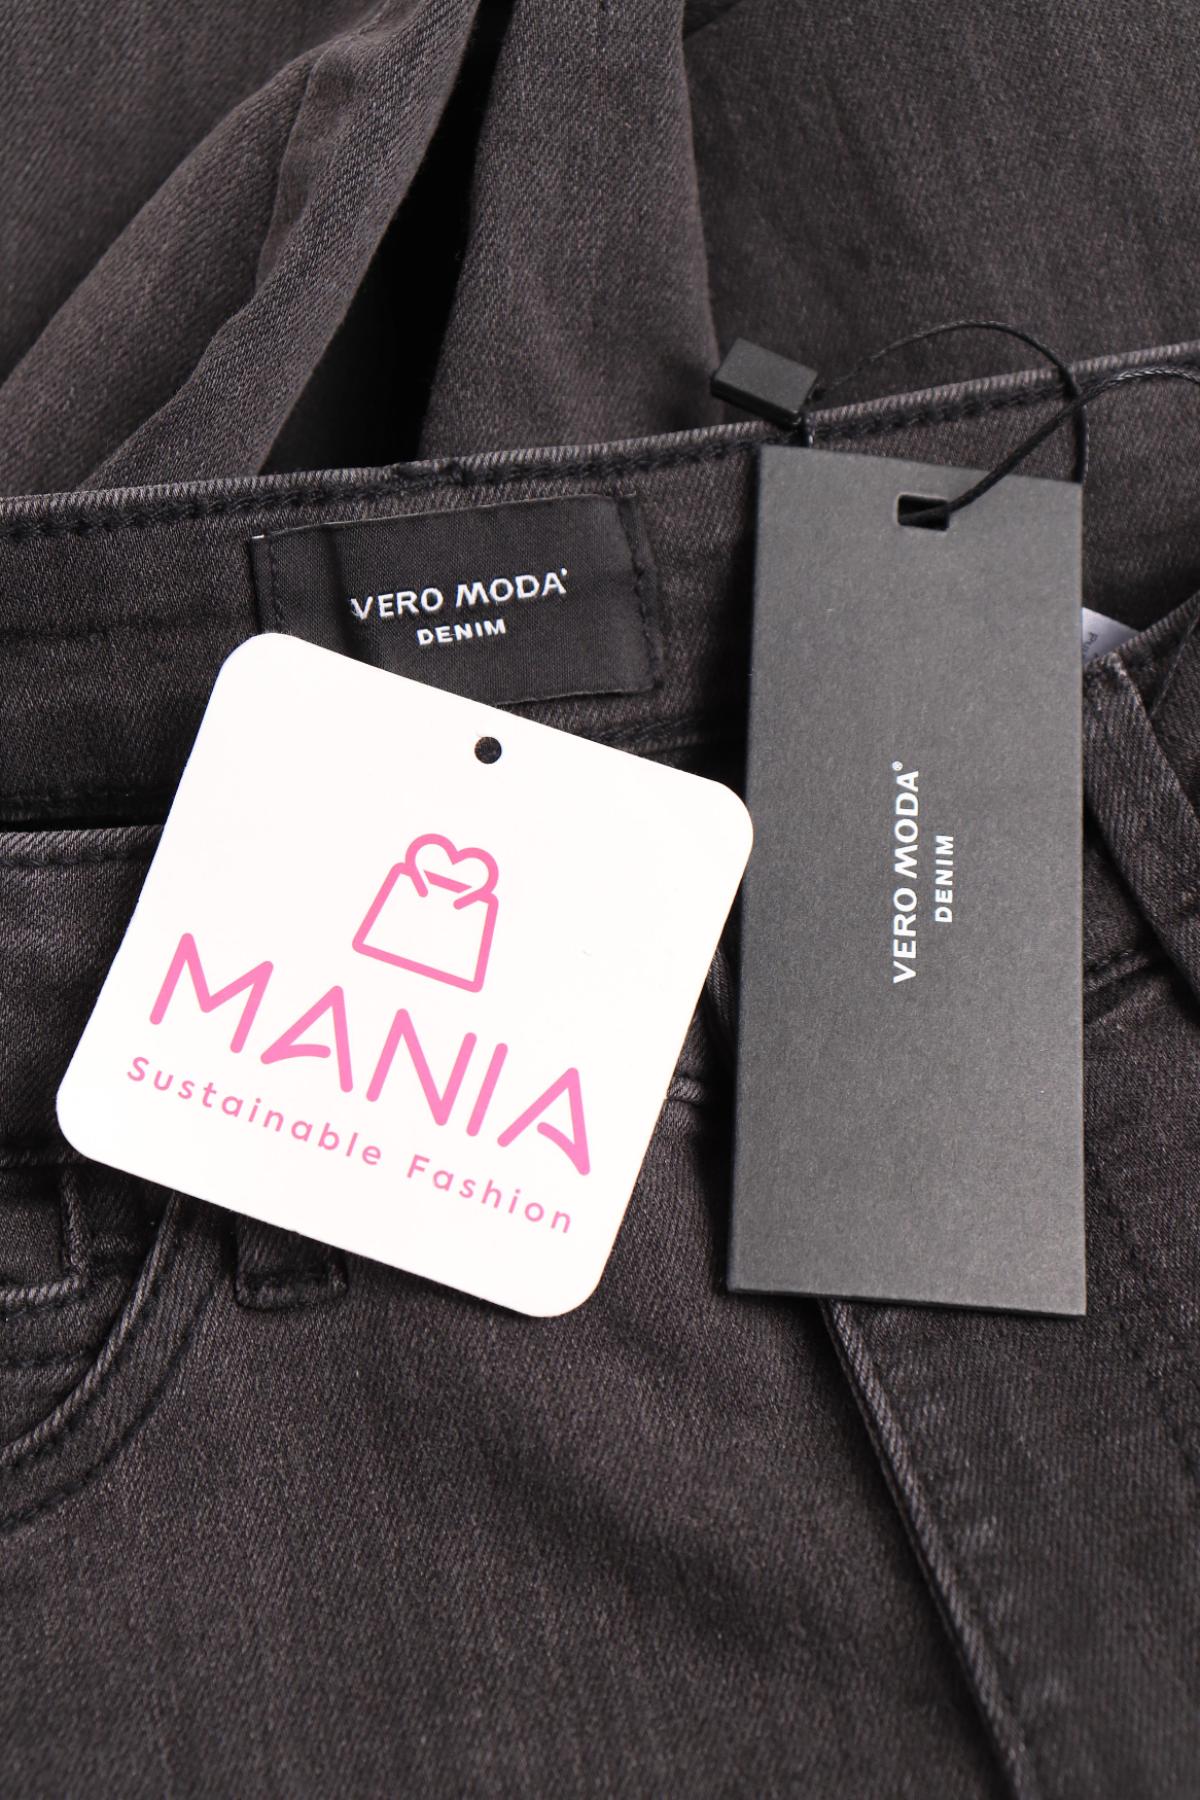 VERO MODA
DENIM
MANIA
Sustainable Fashion
VERO MODA®
DENIM